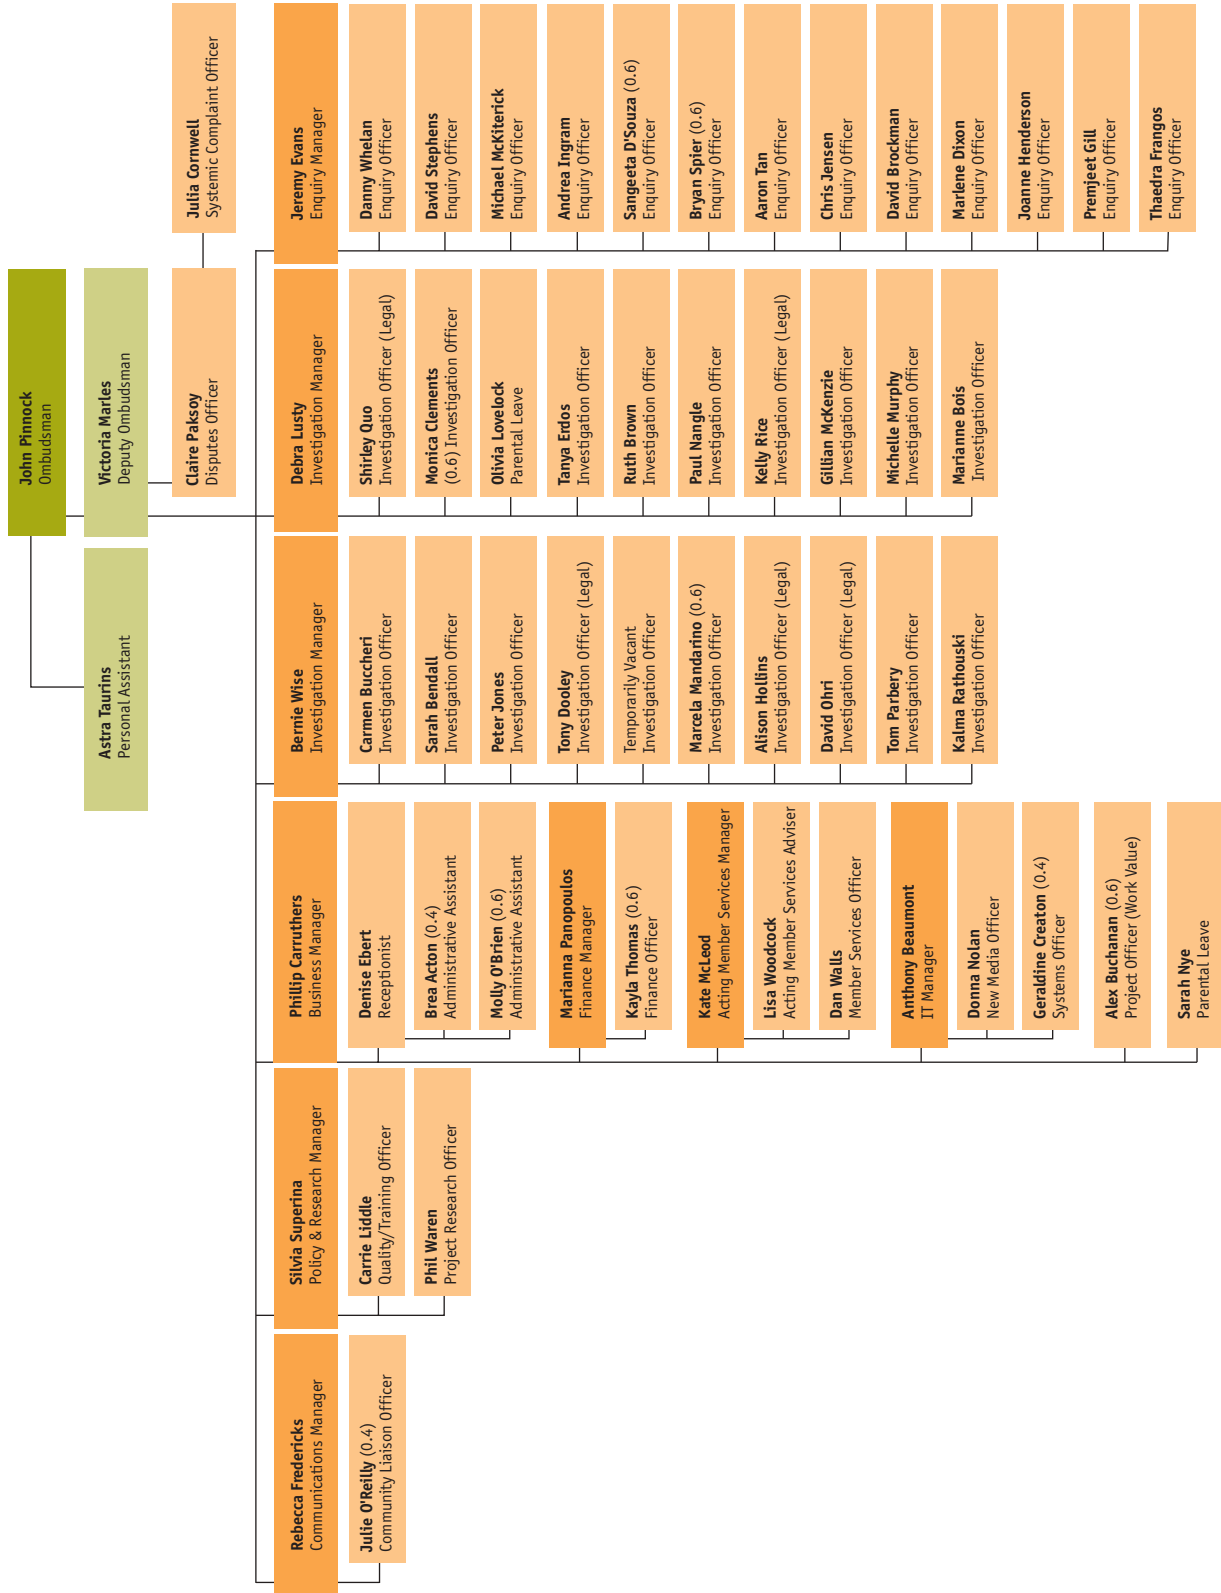 John Pinnock
Ombudsman
Astra Taurins
Personal Assistant
Victoria Marles
Deputy Ombudsman
Claire Paksoy
Disputes Officer
Julia Cornwell
Systemic Complaint Officer
Rebecca Fredericks
Communications Manager
Julie O'Reilly (0.4)
Community Liaison Officer
Silvia Superina
Policy & Research Manager
Carrie Liddle
Quality/Training Officer
Phil Waren
Project Research Officer
Phillip Carruthers
Business Manager
Denise Ebert
Receptionist
Brea Acton (0.4)
Administrative Assistant
Molly O'Brien (0.6)
Administrative Assistant
Marianna Panopoulos
Finance Manager
Kayla Thomas (0.6)
Finance Officer
Kate McLeod
Acting Member Services Manager
Lisa Woodcock
Acting Member Services Adviser
Dan Walls
Member Services Officer
Anthony Beaumont
IT Manager
Donna Nolan
New Media Officer
Geraldine Creaton (0.4)
Systems Officer
Alex Buchanan (0.6)
Project Officer (Work Value)
Sarah Nye
Parental Leave
Bernie Wise
Investigation Manager
Carmen Buccheri
Investigation Officer
Sarah Bendall
Investigation Officer
Peter Jones
Investigation Officer
Tony Dooley
Investigation Officer (Legal)
Temporarily Vacant
Investigation Officer
Marcela Mandarino (0.6)
Investigation Officer
Alison Hollins
Investigation Officer (Legal)
David Ohri
Investigation Officer (Legal)
Tom Parbery
Investigation Officer
Kalma Rathouski
Investigation Officer
Debra Lusty
Investigation Manager
Shirley Quo
Investigation Officer (Legal)
Monica Clements
(0.6) Investigation Officer
Olivia Lovelock
Parental Leave
Tanya Erdos
Investigation Officer
Ruth Brown
Investigation Officer
Paul Nangle
Investigation Officer
Kelly Rice
Investigation Officer (Legal)
Gillian McKenzie
Investigation Officer
Michelle Murphy
Investigation Officer
Marianne Bois
Investigation Officer
Jeremy Evans
Enquiry Manager
Danny Whelan
Enquiry Officer
David Stephens
Enquiry Officer
Michael McKiterick
Enquiry Officer
Andrea Ingram
Enquiry Officer
Sangeeta D'Souza (0.6)
Enquiry Officer
Bryan Spier (0.6)
Enquiry Officer
Aaron Tan
Enquiry Officer
Chris Jensen
Enquiry Officer
David Brockman
Enquiry Officer
Marlene Dixon
Enquiry Officer
Joanne Henderson
Enquiry Officer
Premjeet Gill
Enquiry Officer
Thaedra Frangos
Enquiry Officer